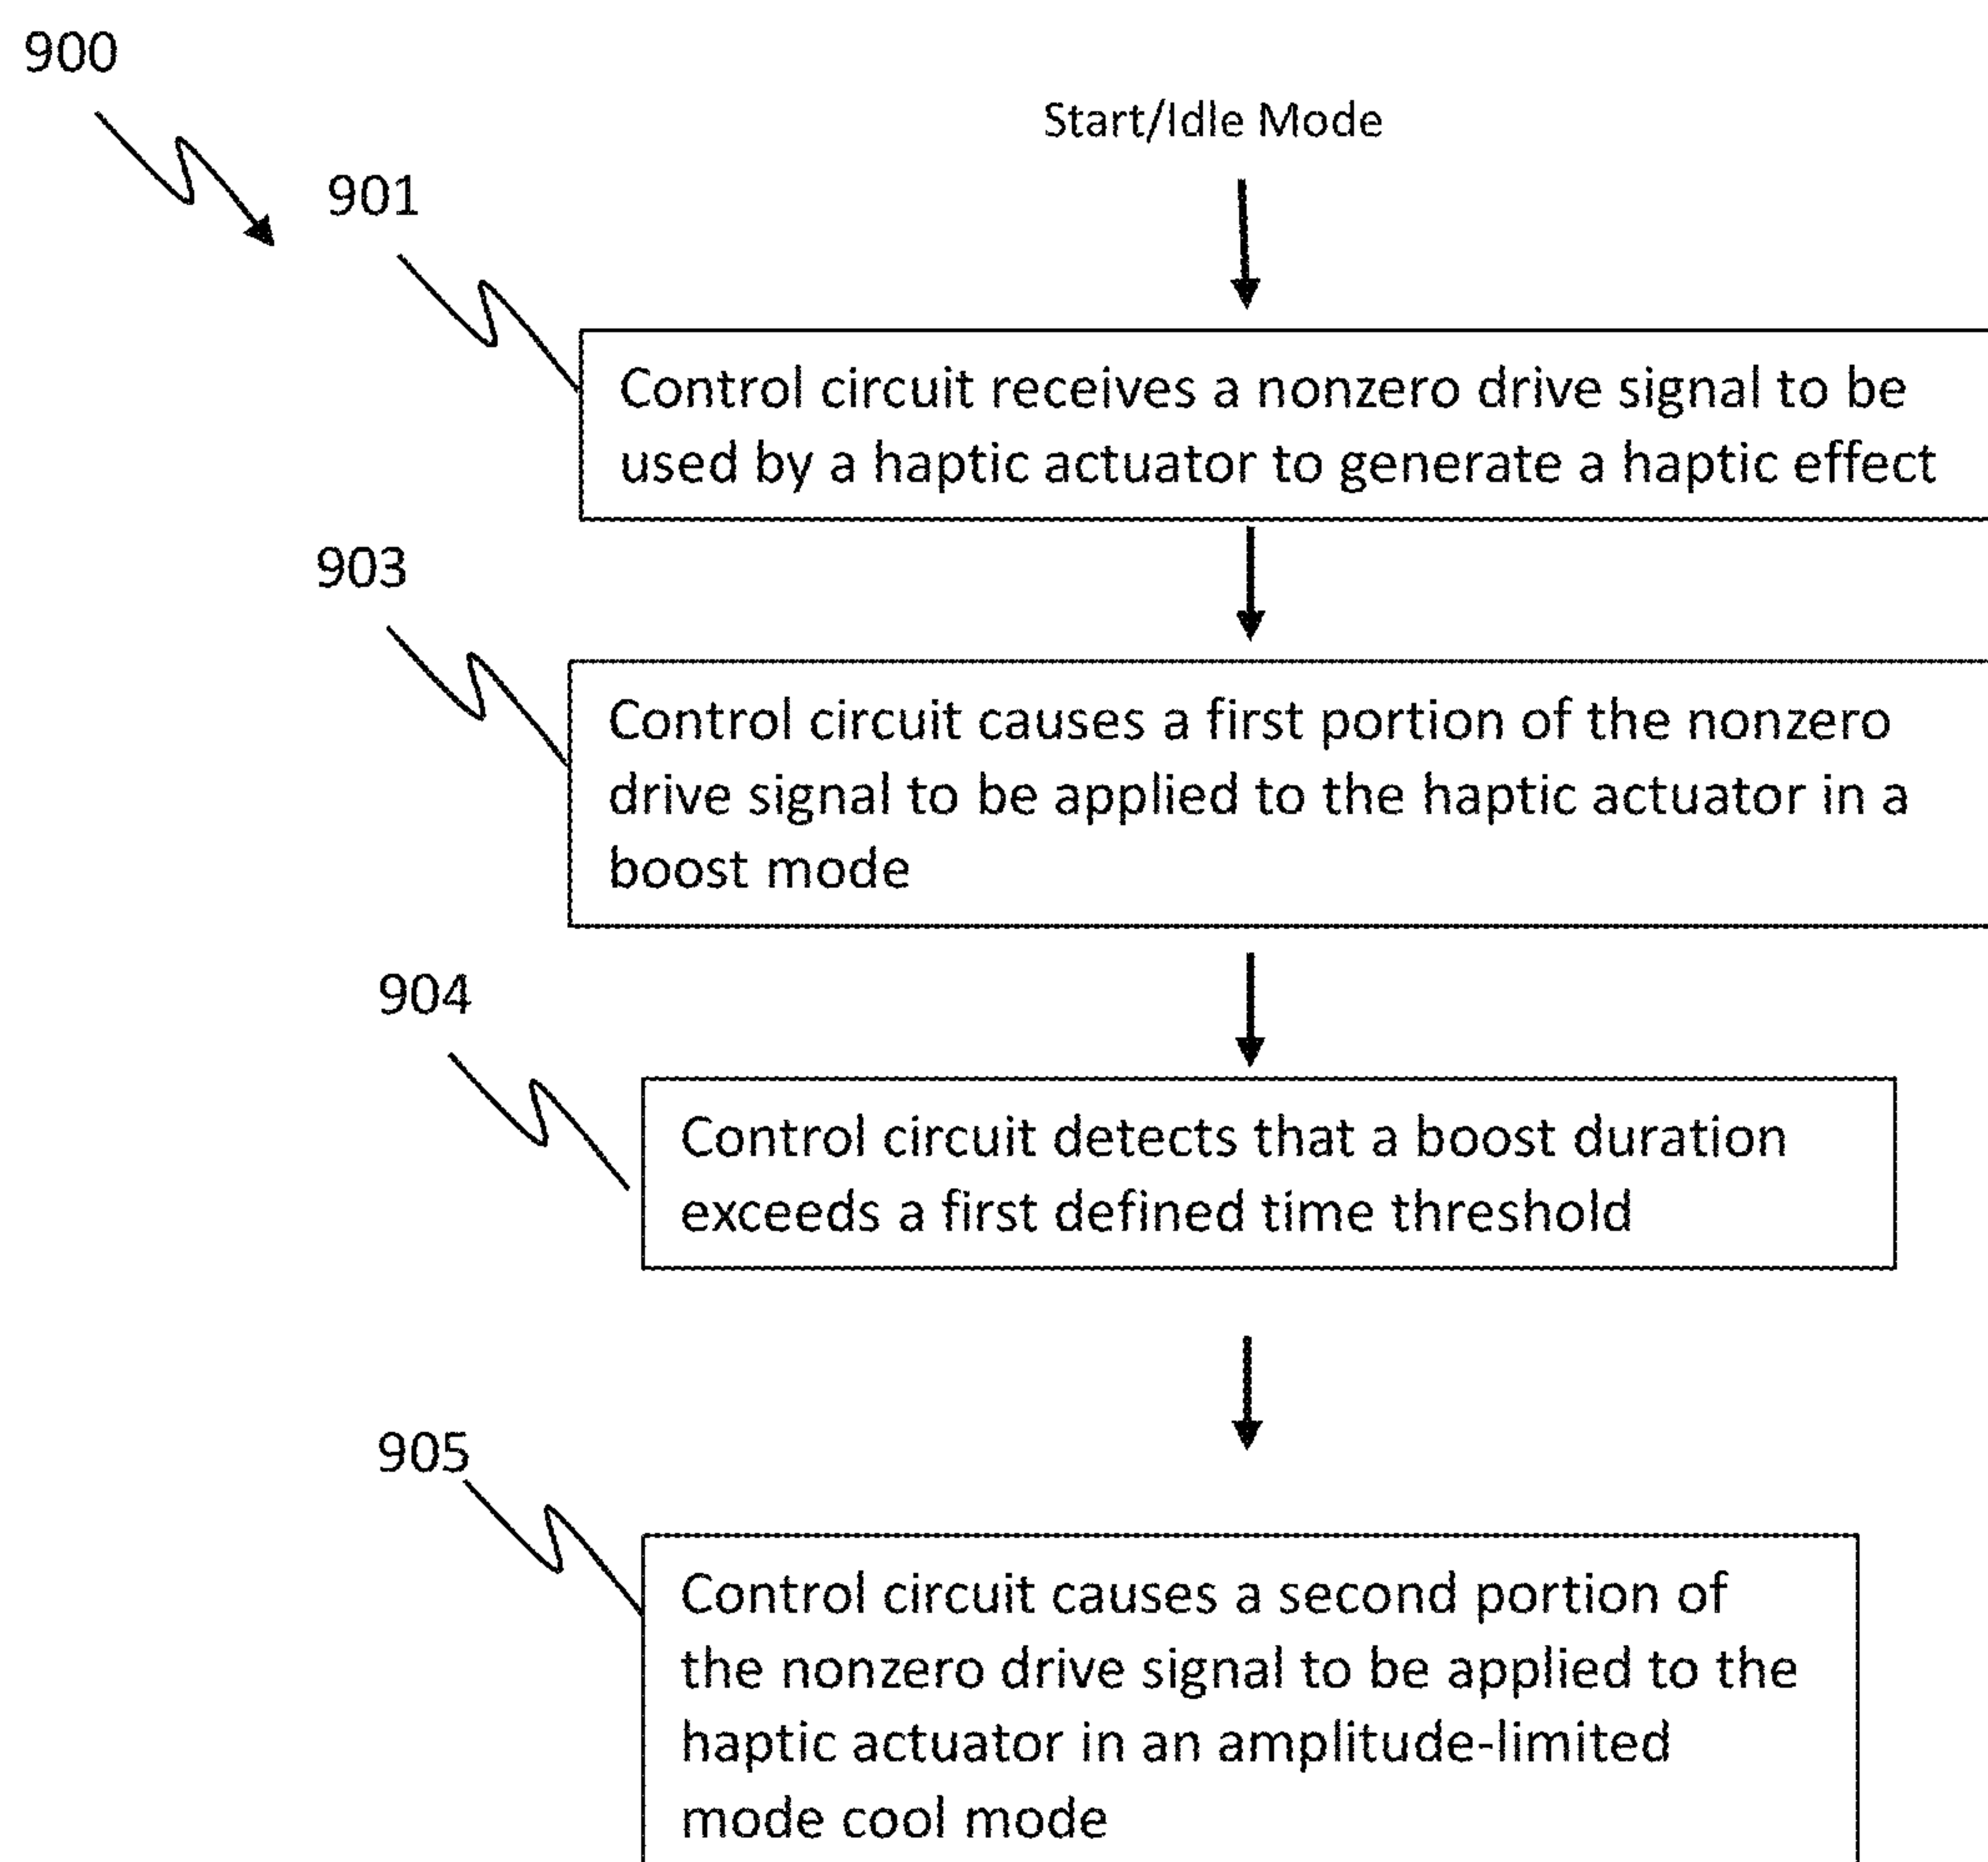 900
Start/Idle Mode
901
Control circuit receives a nonzero drive signal to be
used by a haptic actuator to generate a haptic effect
903
Control circuit causes a first portion of the nonzero
drive signal to be applied to the haptic actuator in a
boost mode
904
Control circuit detects that a boost duration
exceeds a first defined time threshold
905
Control circuit causes a second portion of
the nonzero drive signal to be applied to the
haptic actuator in an amplitude-limited
mode cool mode